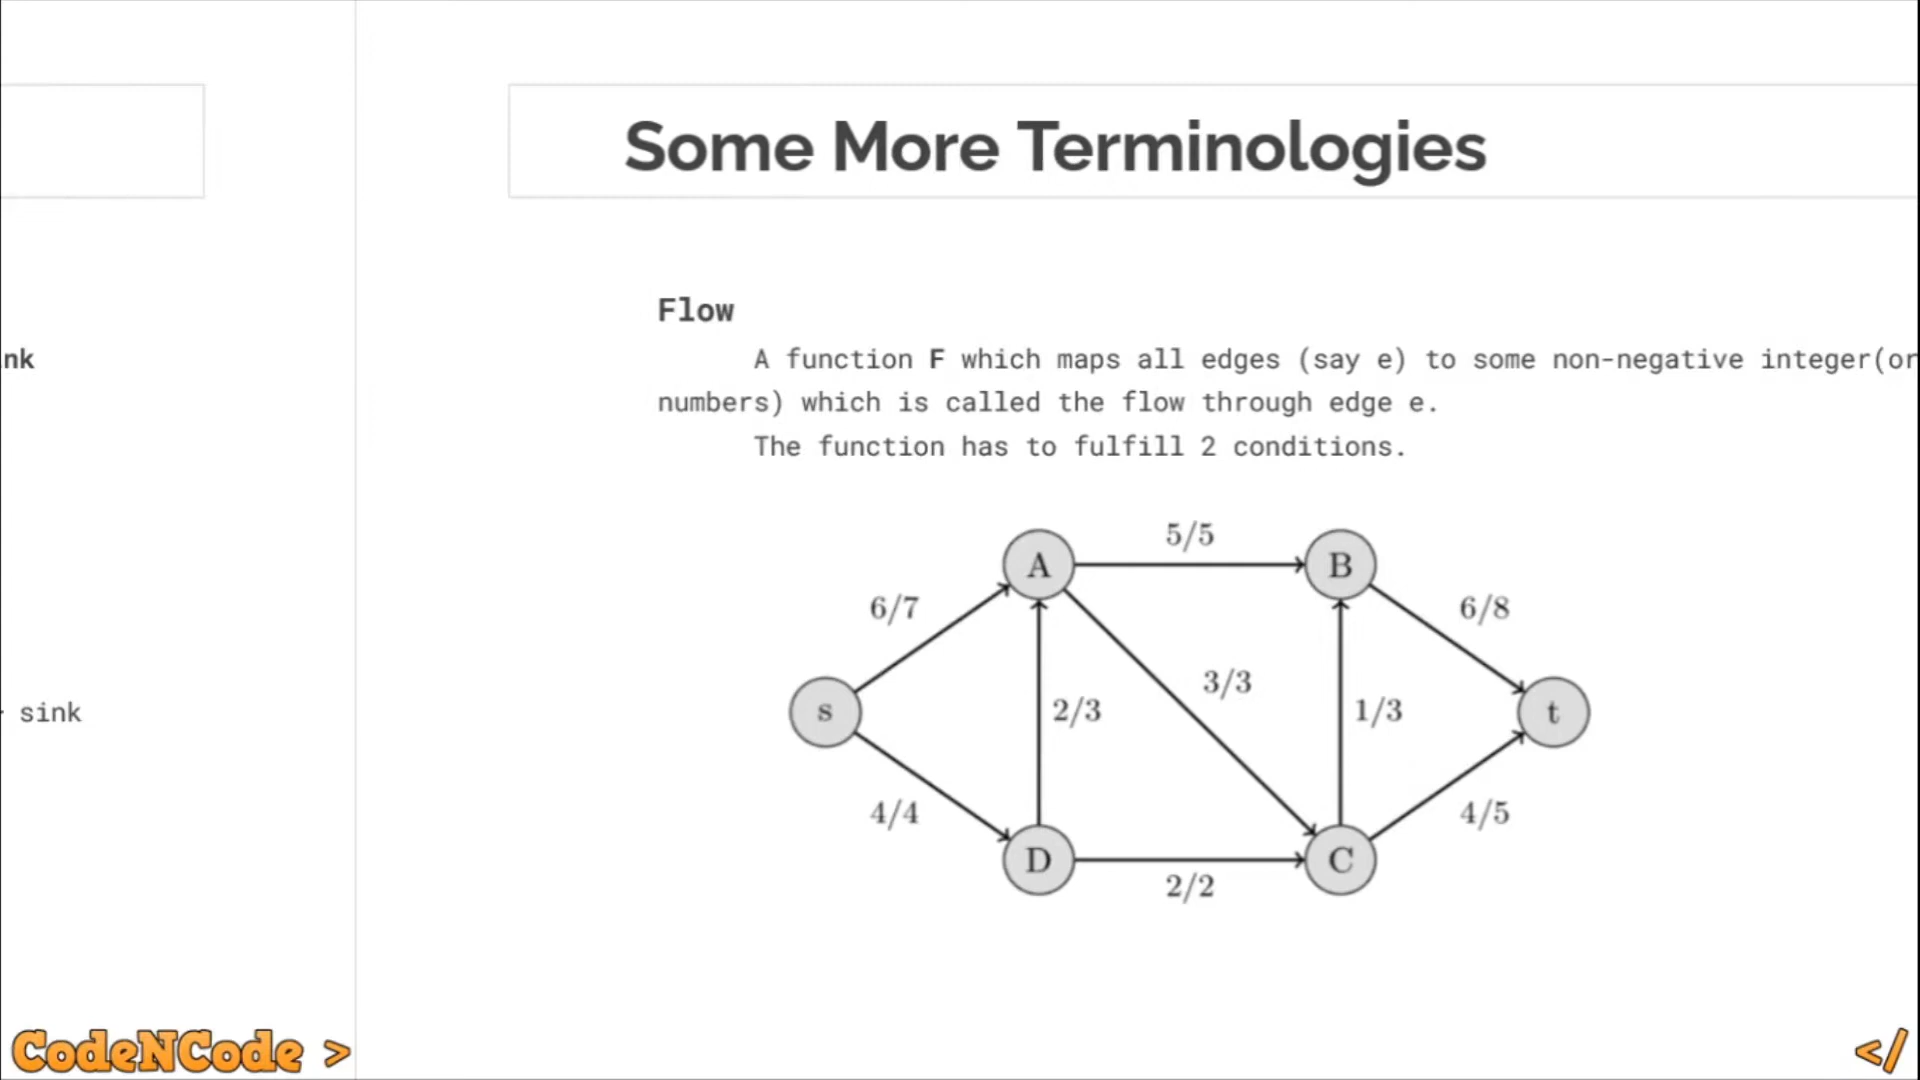 Some More Terminologies
nk
sink
Flow
A function F which maps all edges (say e) to some non-negative integer(or
numbers) which is called the flow through edge e.
The function has to fulfill 2 conditions.
5/5
A
B
6/7
6/8
3/3
s
2/3
1/3
t
4/4
4/5
D
C
2/2
CodeNCode >
</